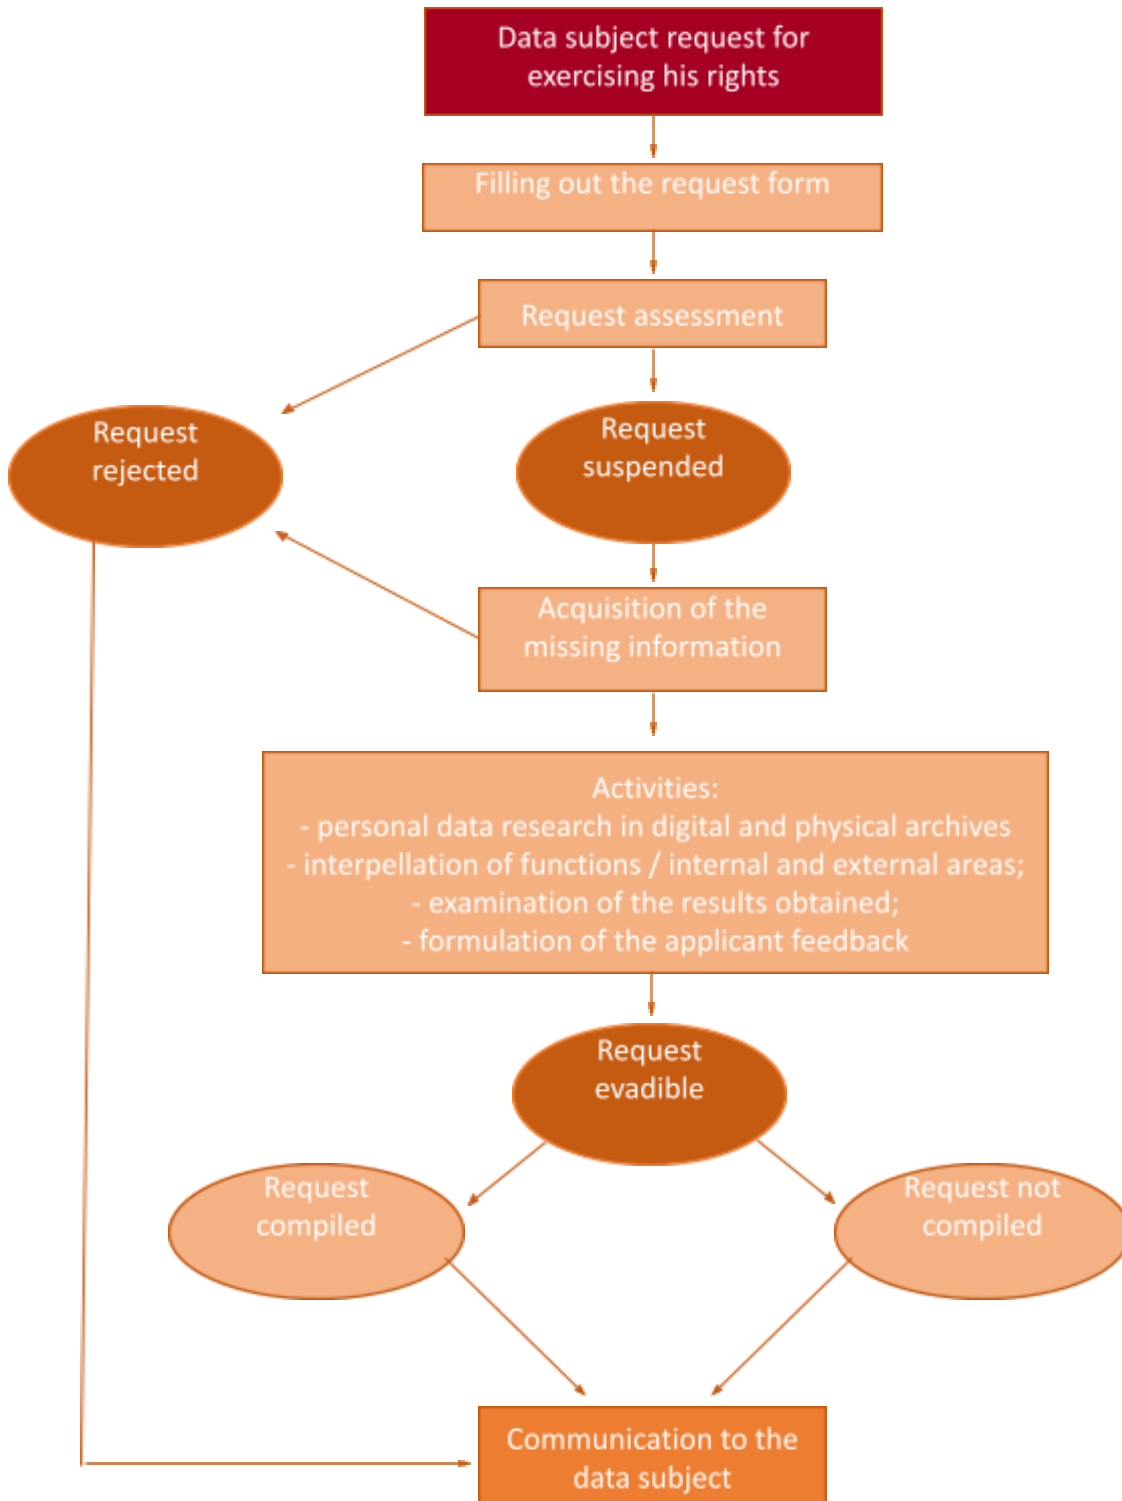 Data subject request for
exercising his rights
Filling out the request form
Request assessment
Request
rejected
Request
suspended
Acquisition of the
missing information
Activities:
- personal data research in digital and physical archives
- interpellation of functions / internal and external areas;
- examination of the results obtained;
- formulation of the applicant feedback
Request
evadible
Request
compiled
Request not
compiled
Communication to the
data subject